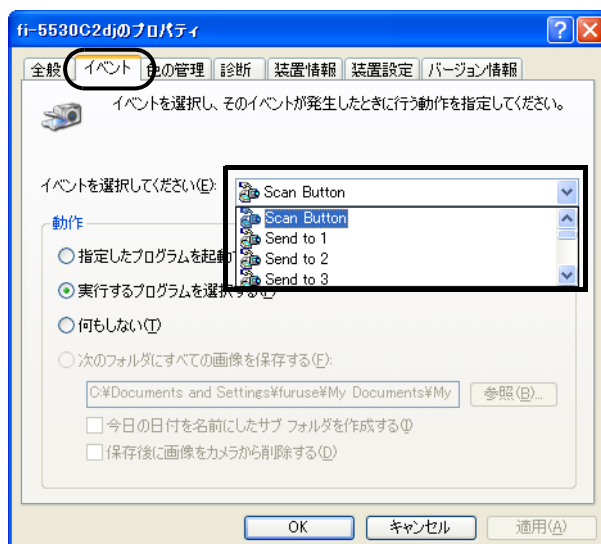 fi-5530C2djのプロパティ
全般 イベント 色の管理 診断 装置情報 装置設定 バージョン情報
イベントを選択し、そのイベントが発生したときに行う動作を指定してください。
イベントを選択してください(E):
Scan Button
Scan Button
Send to 1
Send to 2
Send to 3
動作
指定したプログラムを起動
実行するプログラムを選択する(P)
何もしない(T)
次のフォルダにすべての画像を保存する(F):
C:¥Documents and Settings¥furuse¥My Documents¥My
参照(B)...
今日の日付を名前にしたサブ フォルダを作成する(I)
保存後に画像をカメラから削除する(D)
OK キャンセル 適用(A)